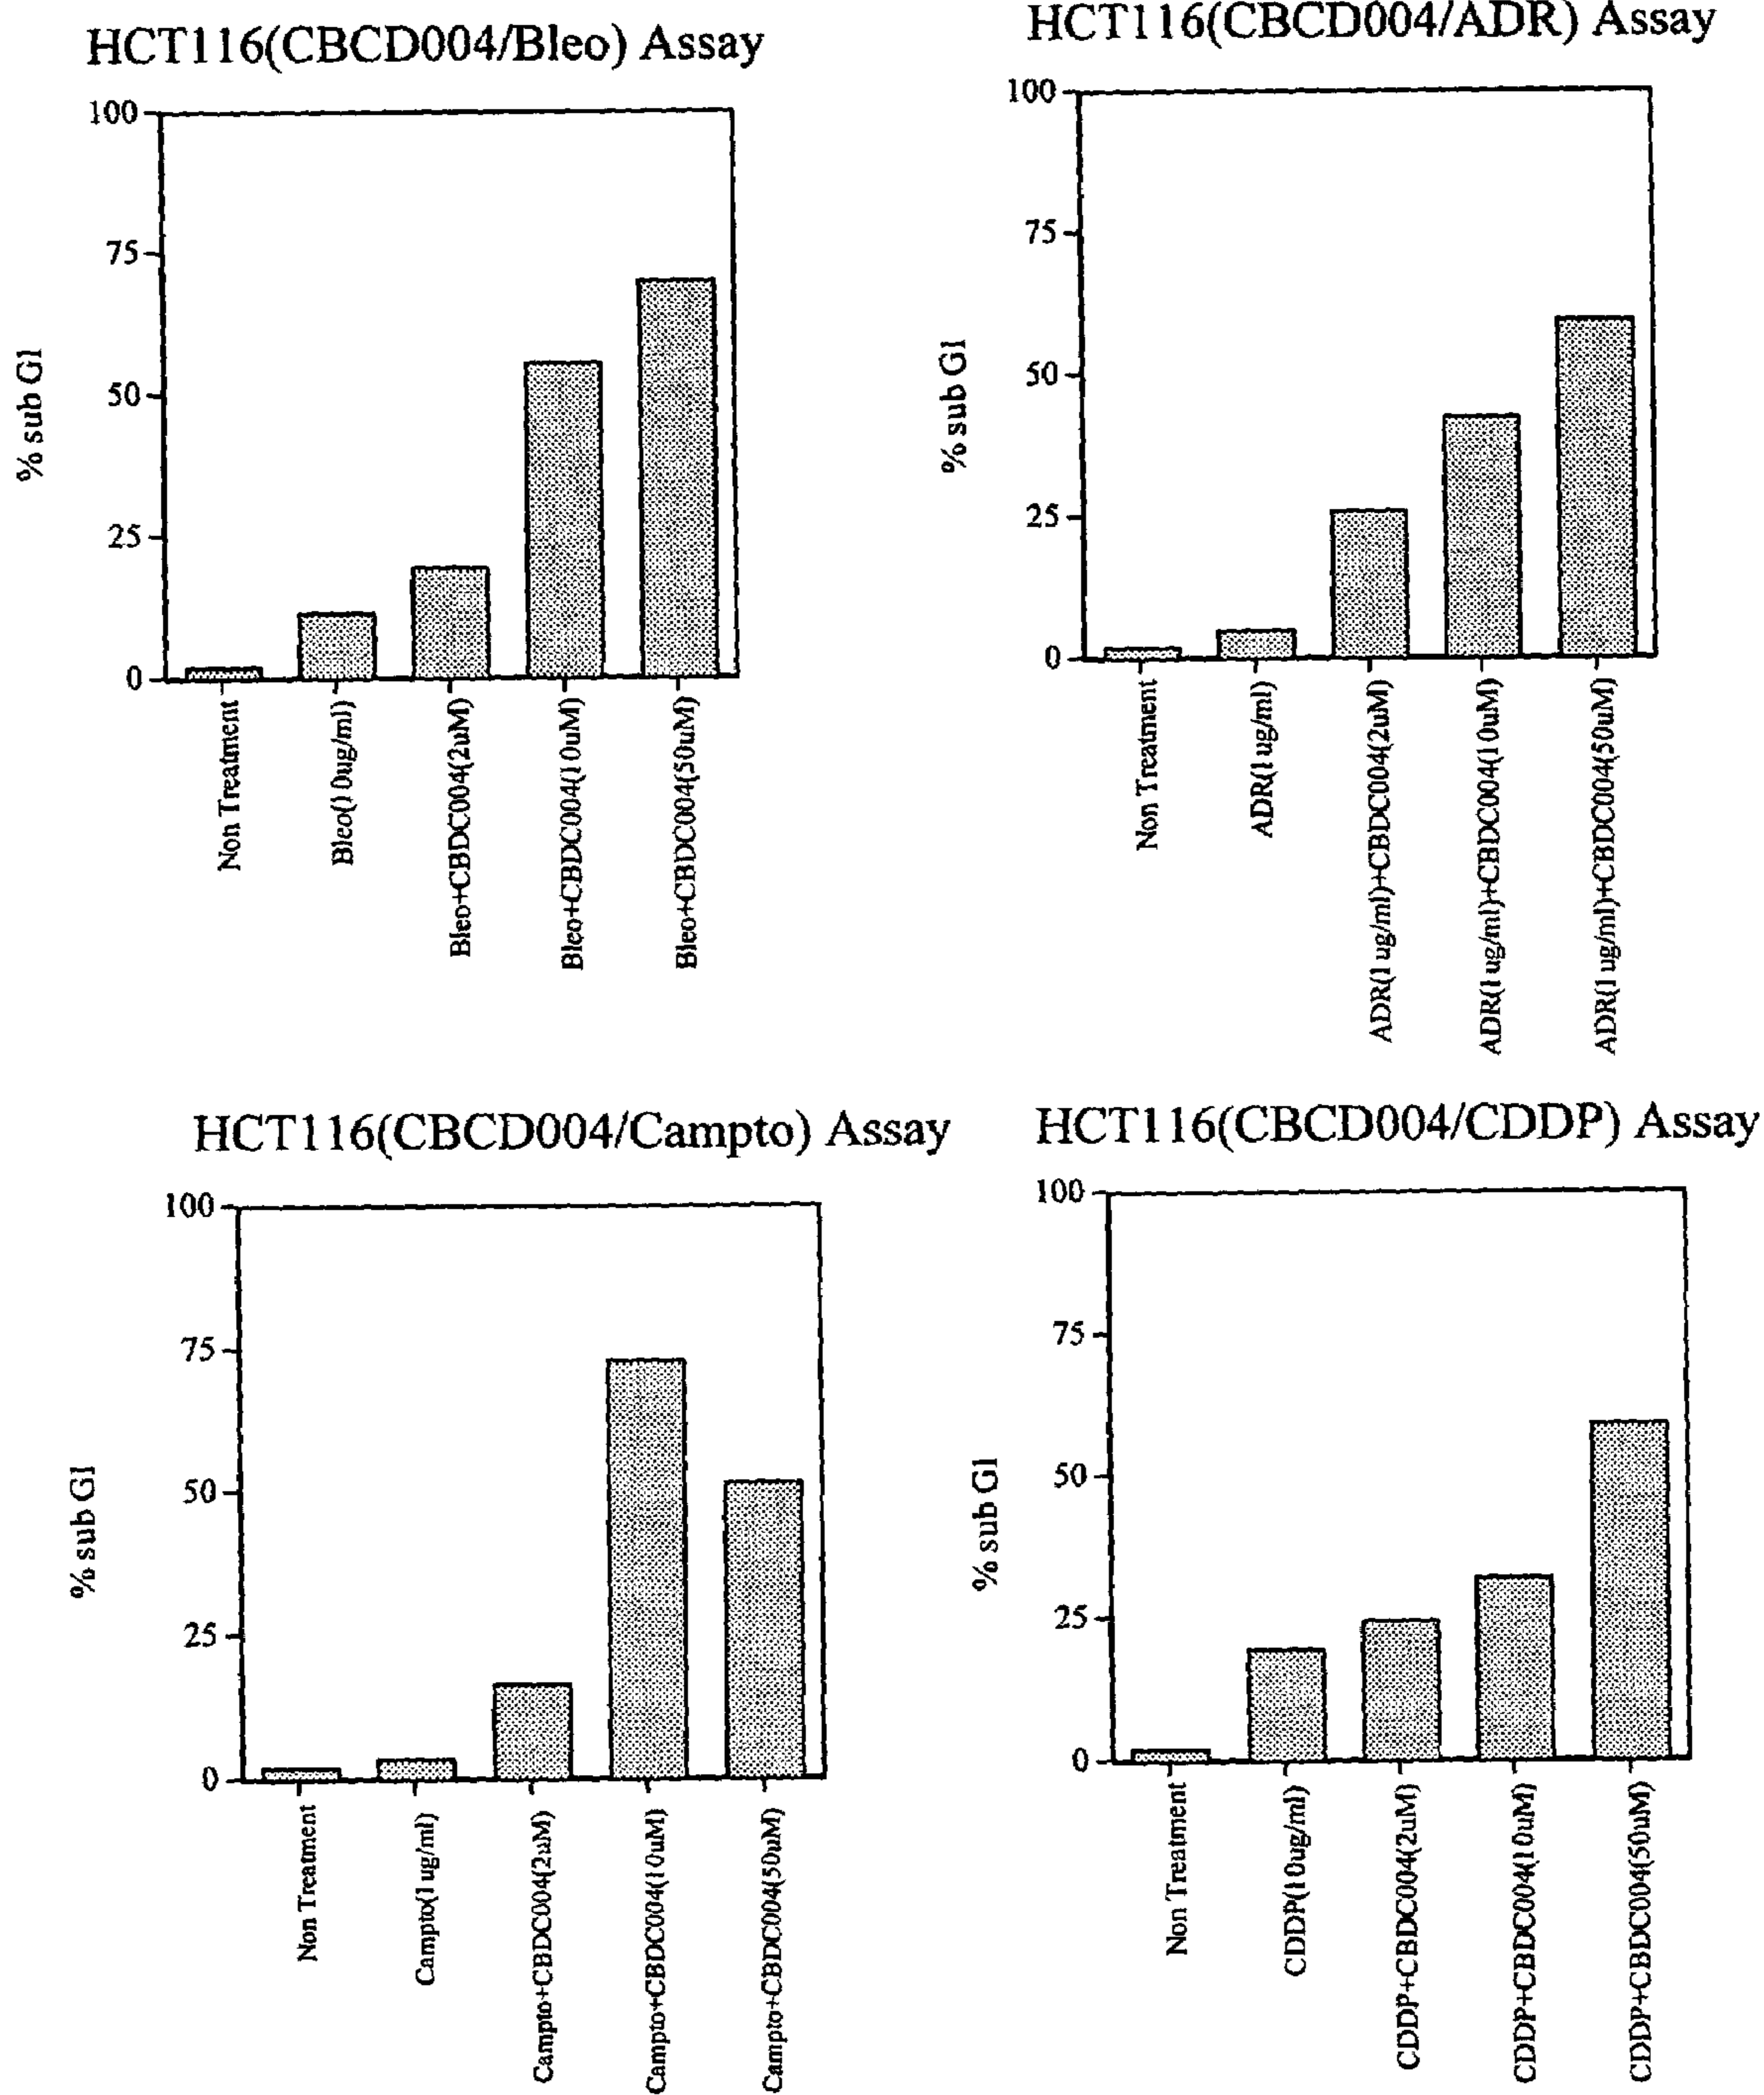 HCT116(CBCD004/Bleo) Assay
100
75
50
25
0
% sub G1
Non Treatment
Bleo(10ug/ml)
Bleo+CBDC004(2uM)
Bleo+CBDC004(10uM)
Bleo+CBDC004(50uM)
HCT116(CBCD004/ADR) Assay
100
75
50
25
0
% sub G1
Non Treatment
ADR(1ug/ml)
ADR(1ug/ml)+CBDC004(2uM)
ADR(1ug/ml)+CBDC004(10uM)
ADR(1ug/ml)+CBDC004(50uM)
HCT116(CBCD004/Campto) Assay
100
75
50
25
0
% sub G1
Non Treatment
Campto(1ug/ml)
Campto+CBDC004(2uM)
Campto+CBDC004(10uM)
Campto+CBDC004(50uM)
HCT116(CBCD004/CDDP) Assay
100
75
50
25
0
% sub G1
Non Treatment
CDDP(10ug/ml)
CDDP+CBDC004(2uM)
CDDP+CBDC004(10uM)
CDDP+CBDC004(50uM)